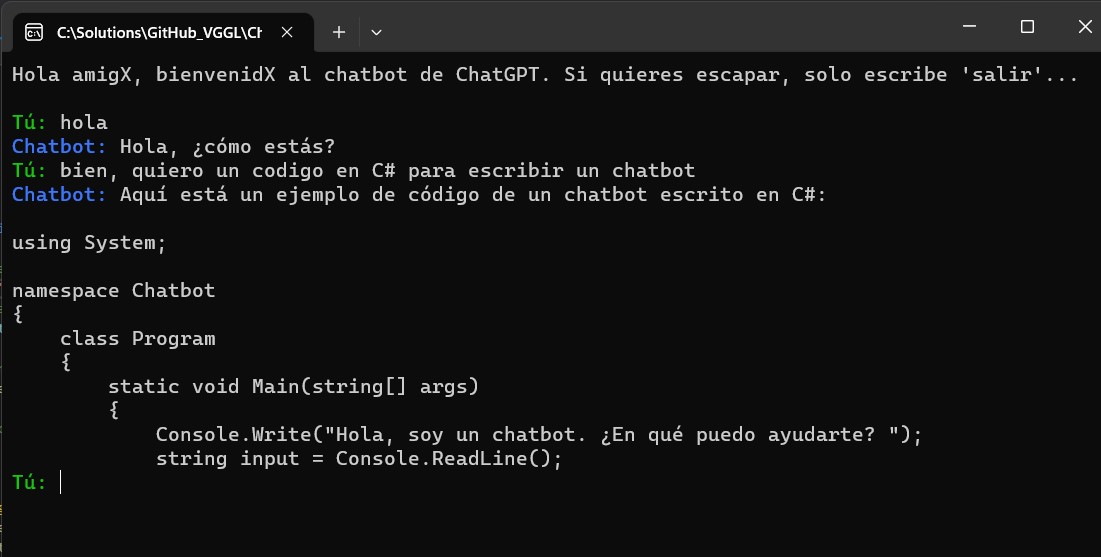 C:\Solutions\GitHub_VGGL\Ch
Hola amigX, bienvenidX al chatbot de ChatGPT. Si quieres escapar, solo escribe 'salir'...
Tú: hola
Chatbot: Hola, ¿cómo estás?
Tú: bien, quiero un codigo en C# para escribir un chatbot
Chatbot: Aquí está un ejemplo de código de un chatbot escrito en C#:
using System;
namespace Chatbot
{
    class Program
    {
        static void Main(string[] args)
        {
            Console.Write("Hola, soy un chatbot. ¿En qué puedo ayudarte? ");
            string input = Console.ReadLine();
Tú: